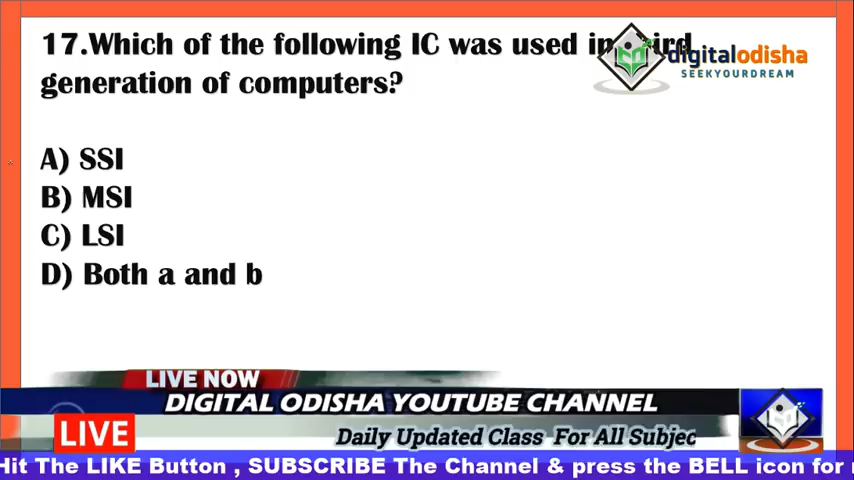 17.Which of the following IC was used in ird
digitalodisha
SEEKYOURDREAM
generation of computers?
A) SSI
B) MSI
C) LSI
D) Both a and b
LIVE NOW
DIGITAL ODISHA YOUTUBE CHANNEL
LIVE
Daily Updated Class For All Subjec
Hit The LIKE Button , SUBSCRIBE The Channel & press the BELL icon for